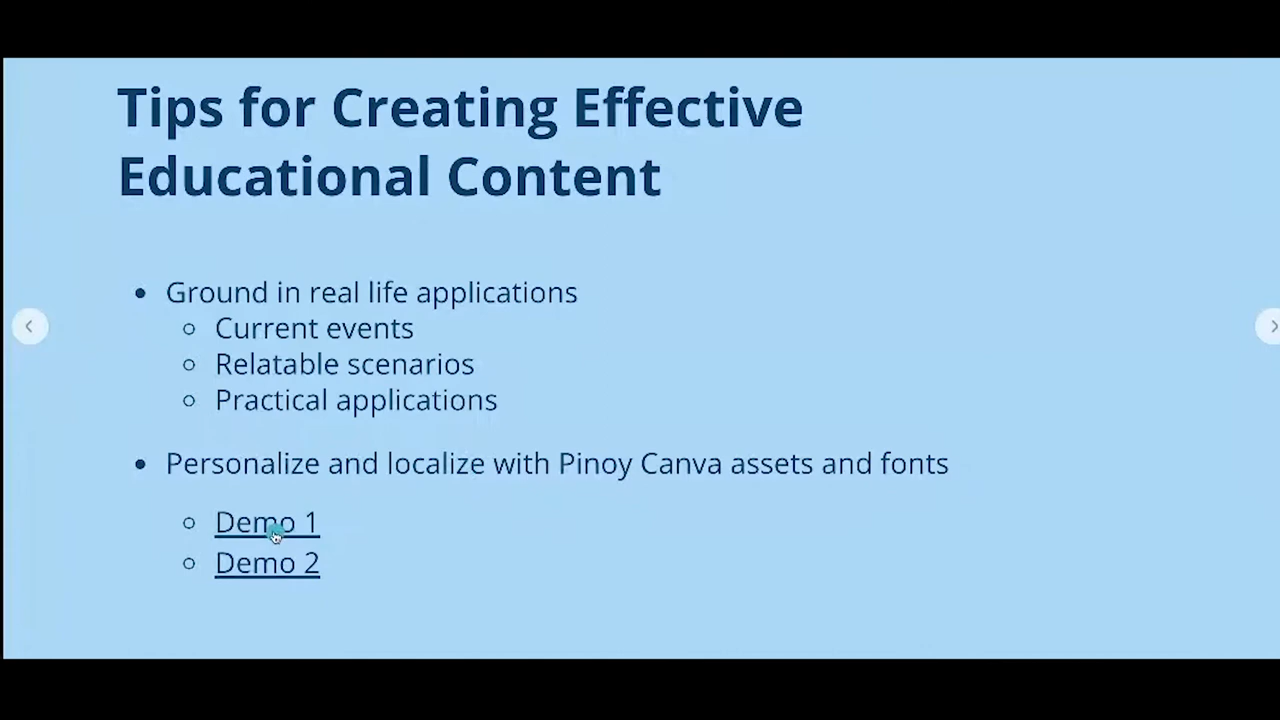 Tips for Creating Effective
Educational Content
Ground in real life applications
Current events
Relatable scenarios
Practical applications
Personalize and localize with Pinoy Canva assets and fonts
Demo 1
Demo 2